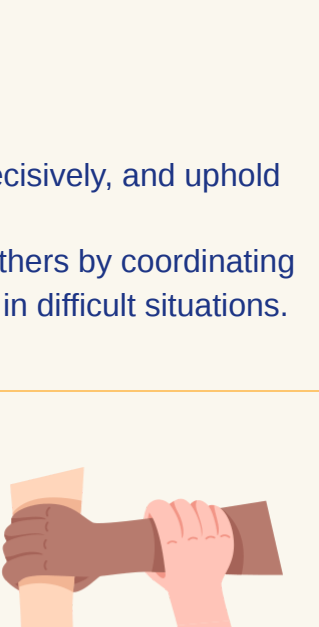 ecisively, and uphold
thers by coordinating
in difficult situations.